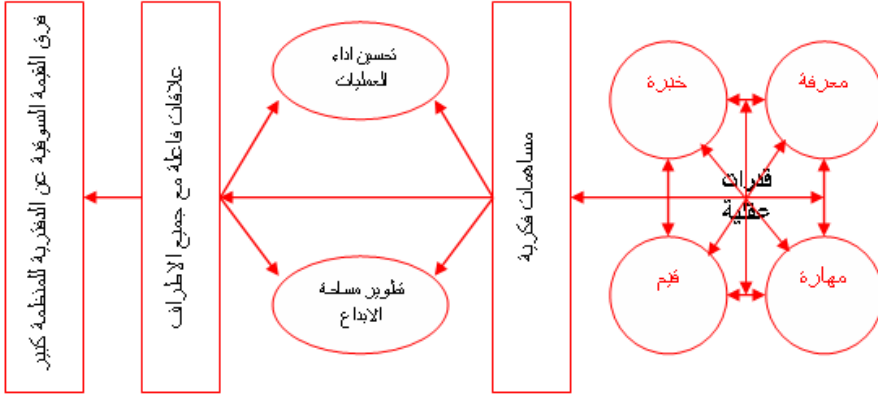 معرفة
خبرة
قدرات
عقلية
مهارة
قيم
مساهمات فكرية
تحسين اداء
العمليات
تطوير مساحة
الابداع
علاقات فاعلة مع جميع الاطراف
فرق القيمة السوقية عن الدفترية للمنظمة كبير